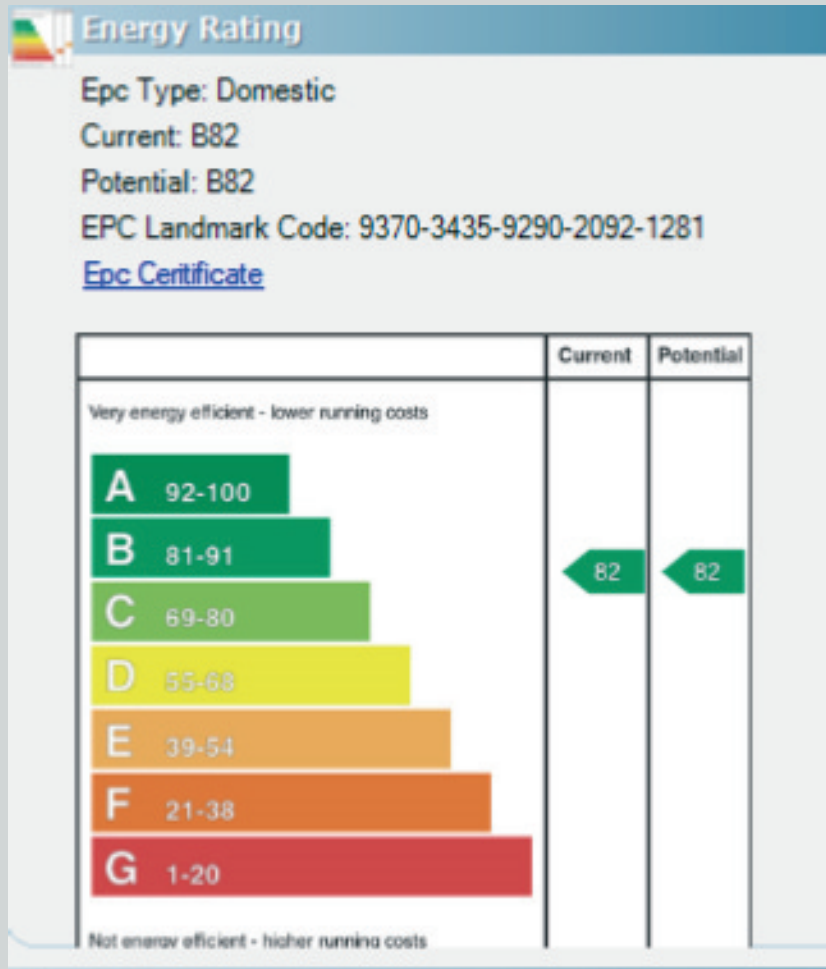 Energy Rating
Epc Type: Domestic
Current: B82
Potential: B82
EPC Landmark Code: 9370-3435-9290-2092-1281
Epc Ceritificate
Current Potential
Very energy efficient - lower running costs
A 92-100
B 81-91
82 82
C 69-80
D 55-68
E 39-54
F 21-38
G 1-20
Not energy efficient - higher running costs